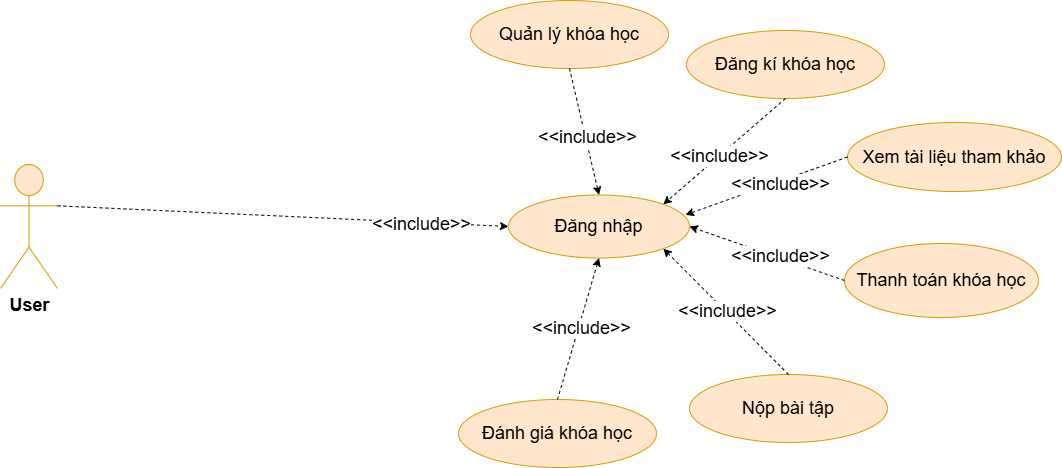 Quản lý khóa học
Đăng kí khóa học
<<include>>
<<include>>
Xem tài liệu tham khảo
<<include>>
<<include>>
Đăng nhập
<<include>>
Thanh toán khóa học
User
<<include>>
<<include>>
Nộp bài tập
Đánh giá khóa học